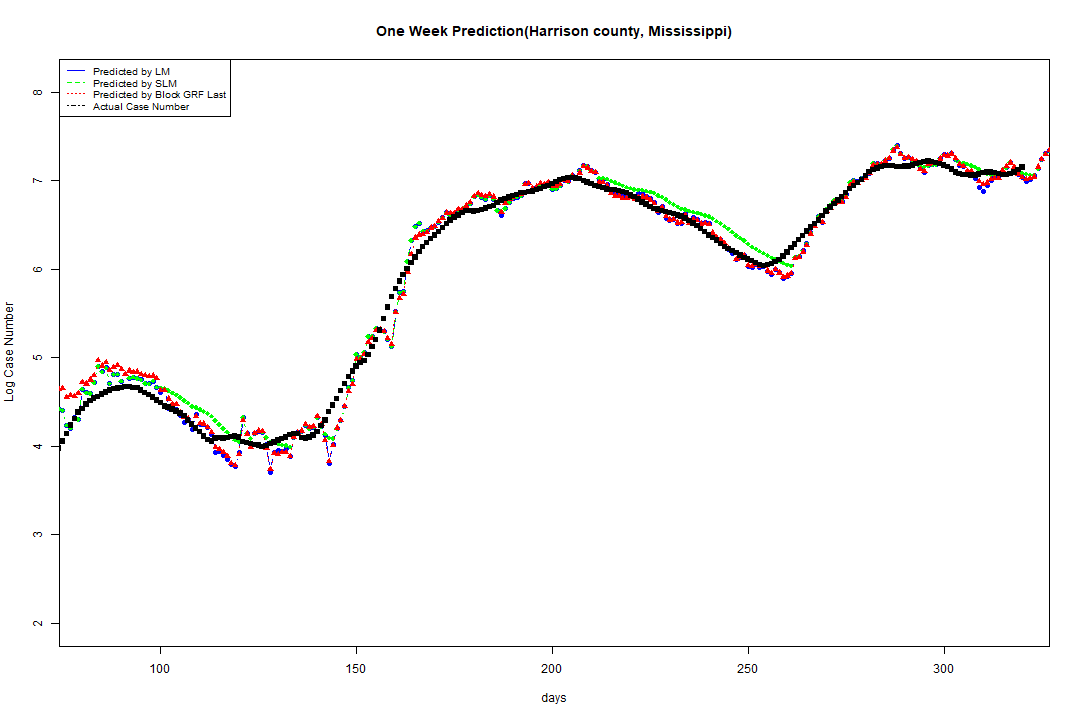 One Week Prediction(Harrison county, Mississippi)
Predicted by LM
Predicted by SLM
Predicted by Block GRF Last
Actual Case Number
8
7
6
5
4
3
2
Log Case Number
100 150 200 250 300
days